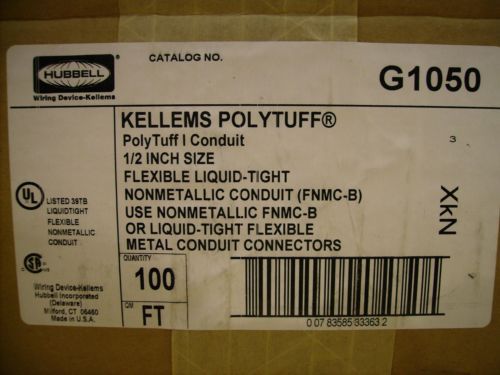 HUBBELL
Wiring Device-Kellems
CATALOG NO.
G1050
KELLEMS POLYTUFF®
PolyTuff I Conduit
1/2 INCH SIZE
FLEXIBLE LIQUID-TIGHT
NONMETALLIC CONDUIT (FNMC-B)
USE NONMETALLIC FNMC-B
OR LIQUID-TIGHT FLEXIBLE
METAL CONDUIT CONNECTORS
3
XkN
UL
LISTED 39TB
LIQUIDTIGHT
FLEXIBLE
NONMETALLIC
CONDUIT
Wiring Device-Kellems
Hubbell Incorporated
(Delaware)
Milford, CT 06460
Made in U.S.A.
QUANTITY
100
QM
FT
0 07 83585 33363 2